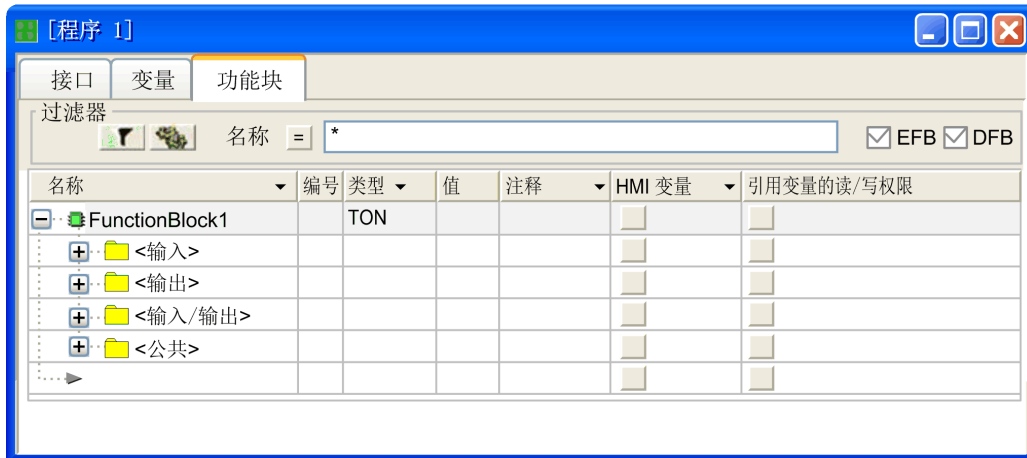 [程序 1]
接口 变量 功能块
过滤器
名称 = * EFB DFB
名称 编号 类型 值 注释 HMI 变量 引用变量的读/写权限
FunctionBlock1 TON
<输入>
<输出>
<输入/输出>
<公共>